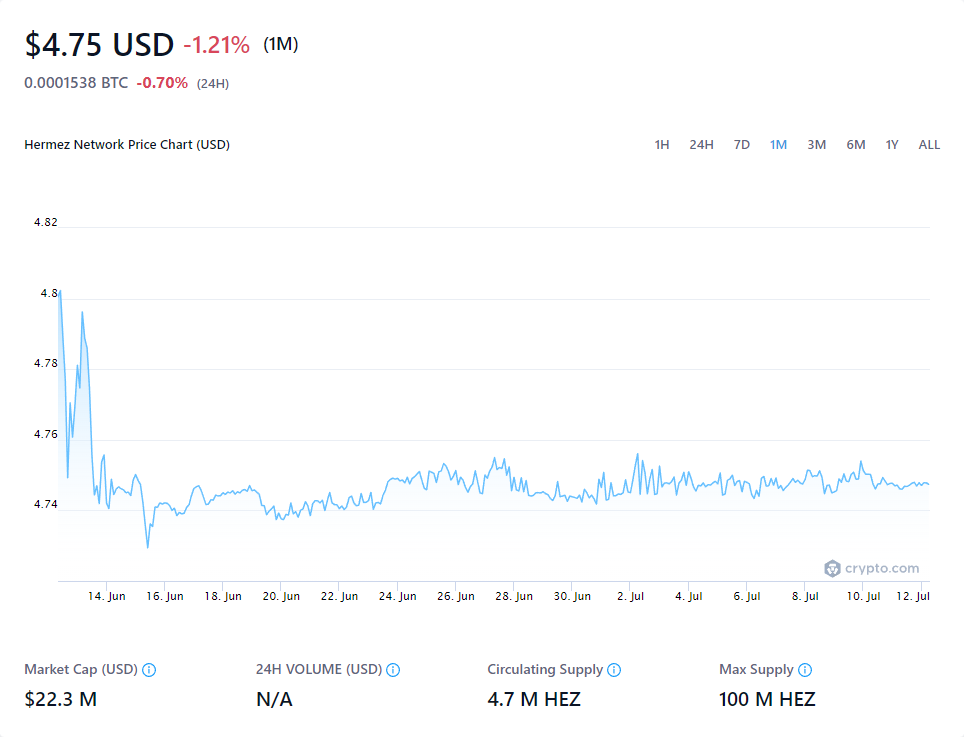 $4.75 USD -1.21% (1M)
0.0001538 BTC -0.70% (24H)
Hermez Network Price Chart (USD) 1H 24H 7D 1M 3M 6M 1Y ALL
4.82
4.8
4.78
4.76
4.74
crypto.com
14. Jun 16. Jun 18. Jun 20. Jun 22. Jun 24. Jun 26. Jun 28. Jun 30. Jun 2. Jul 4. Jul 6. Jul 8. Jul 10. Jul 12. Jul
Market Cap (USD) 24H VOLUME (USD) Circulating Supply Max Supply
$22.3 M N/A 4.7 M HEZ 100 M HEZ